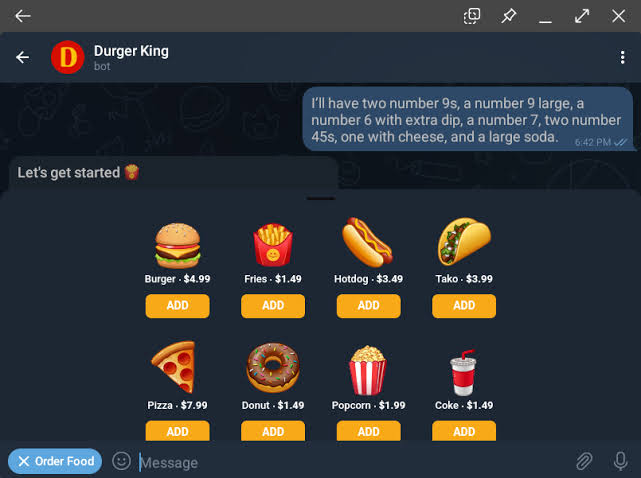 D
Durger King
bot
I'll have two number 9s, a number 9 large, a
number 6 with extra dip, a number 7, two number
45s, one with cheese, and a large soda.
6:42 PM
Let's get started
Burger · $4.99
Fries · $1.49
Hotdog · $3.49
Tako · $3.99
ADD
ADD
ADD
ADD
Pizza · $7.99
Donut · $1.49
Popcorn · $1.99
Coke · $1.49
ADD
ADD
ADD
ADD
Order Food
Message